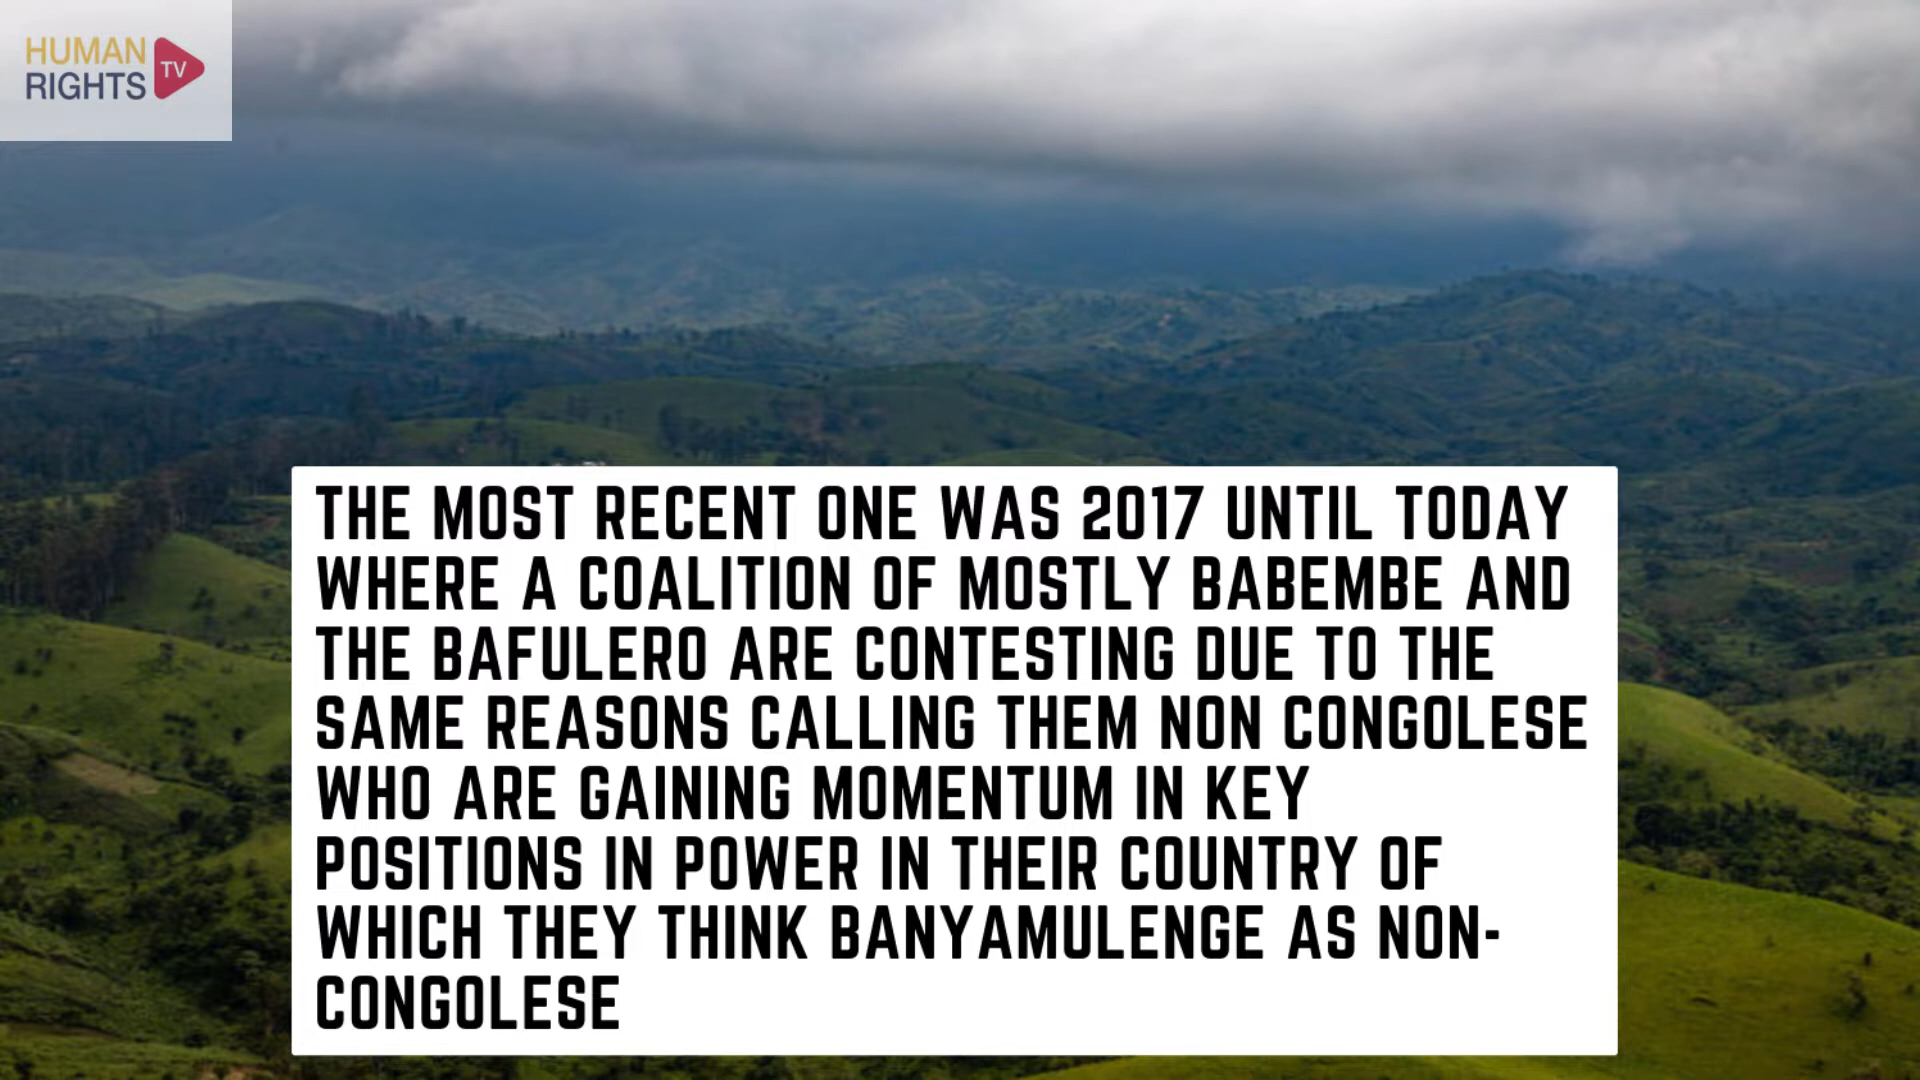 HUMAN
RIGHTS
TV
THE MOST RECENT ONE WAS 2017 UNTIL TODAY
WHERE A COALITION OF MOSTLY BABEMBE AND
THE BAFULERO ARE CONTESTING DUE TO THE
SAME REASONS CALLING THEM NON CONGOLESE
WHO ARE GAINING MOMENTUM IN KEY
POSITIONS IN POWER IN THEIR COUNTRY OF
WHICH THEY THINK BANYAMULENGE AS NON-
CONGOLESE